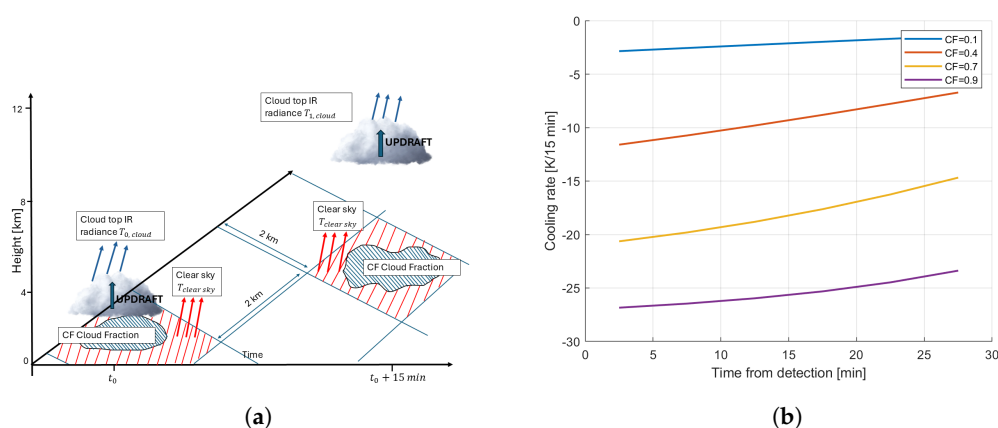 12
8
4
0
Height [km]
Cloud top IR
radiance T1,cloud
UPDRAFT
Cloud top IR
radiance T0,cloud
Clear sky
Tclear sky
2 km
CF Cloud Fraction
Clear sky
Tclear sky
UPDRAFT
2 km
CF Cloud Fraction
Time
t0
t0 + 15 min
(a)
0
-5
-10
-15
-20
-25
-30
Cooling rate [K/15 min]
CF=0.1
CF=0.4
CF=0.7
CF=0.9
0
5
10
15
20
25
30
Time from detection [min]
(b)